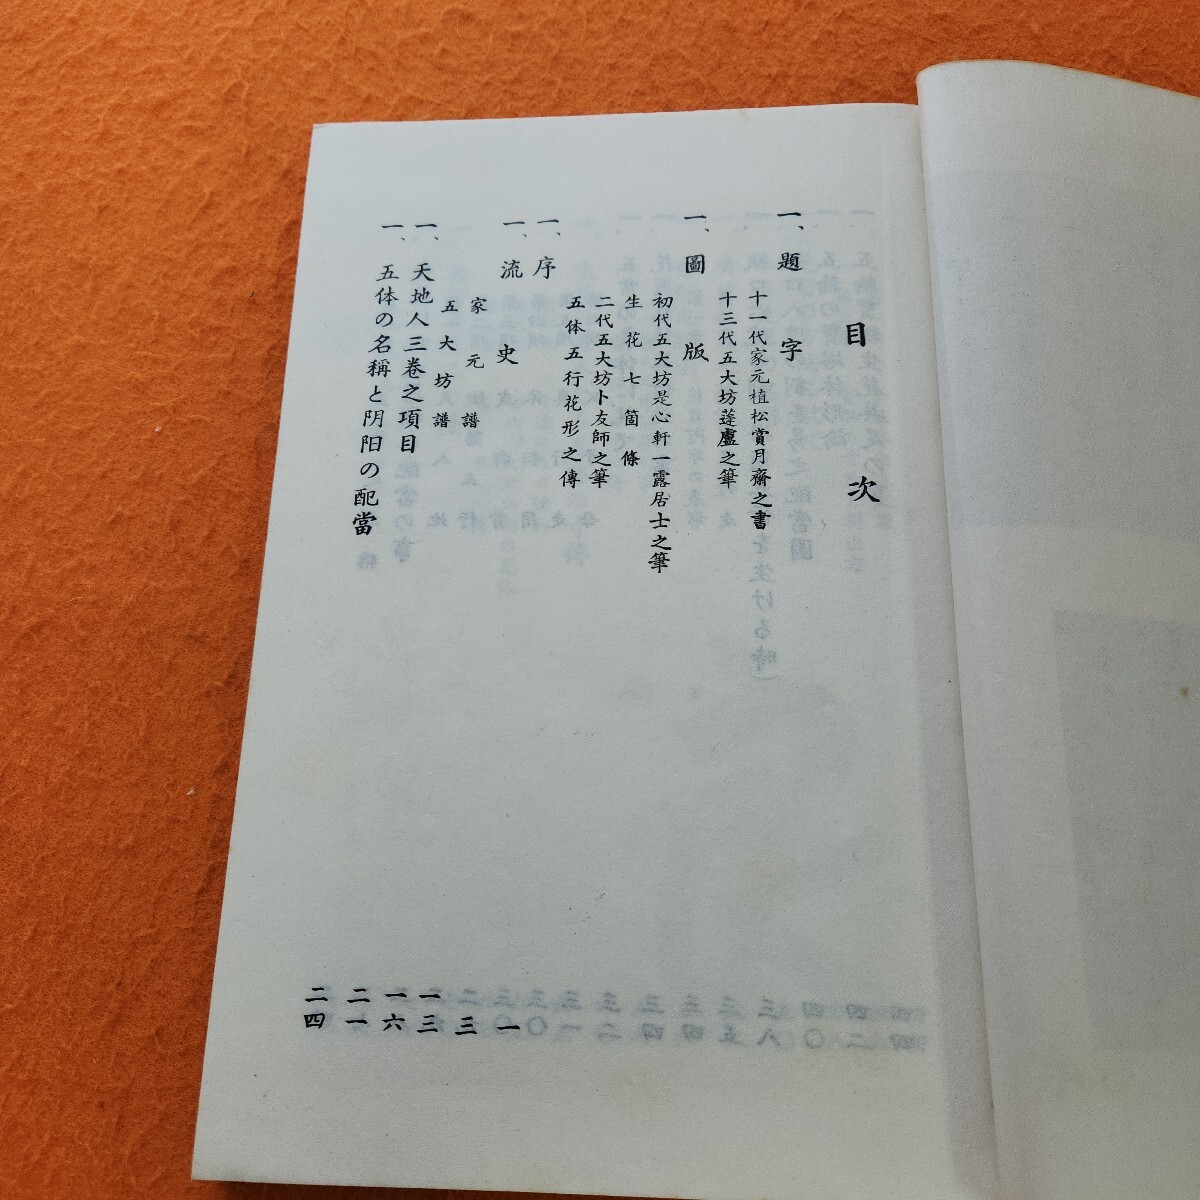 目次
一、題字
十一代家元植松賞月齋之書
十三代五大坊蓬盧之筆
一、圖版
初代五大坊是心軒一露居士之筆
生花七箇條
二代五大坊卜友師之筆
五体五行花形之傳
一、序 一
一、流史 三
家元譜 一三
五大坊譜 一六
一、天地人三巻之項目 二一
一、五体の名稱と阴阳の配當 二四